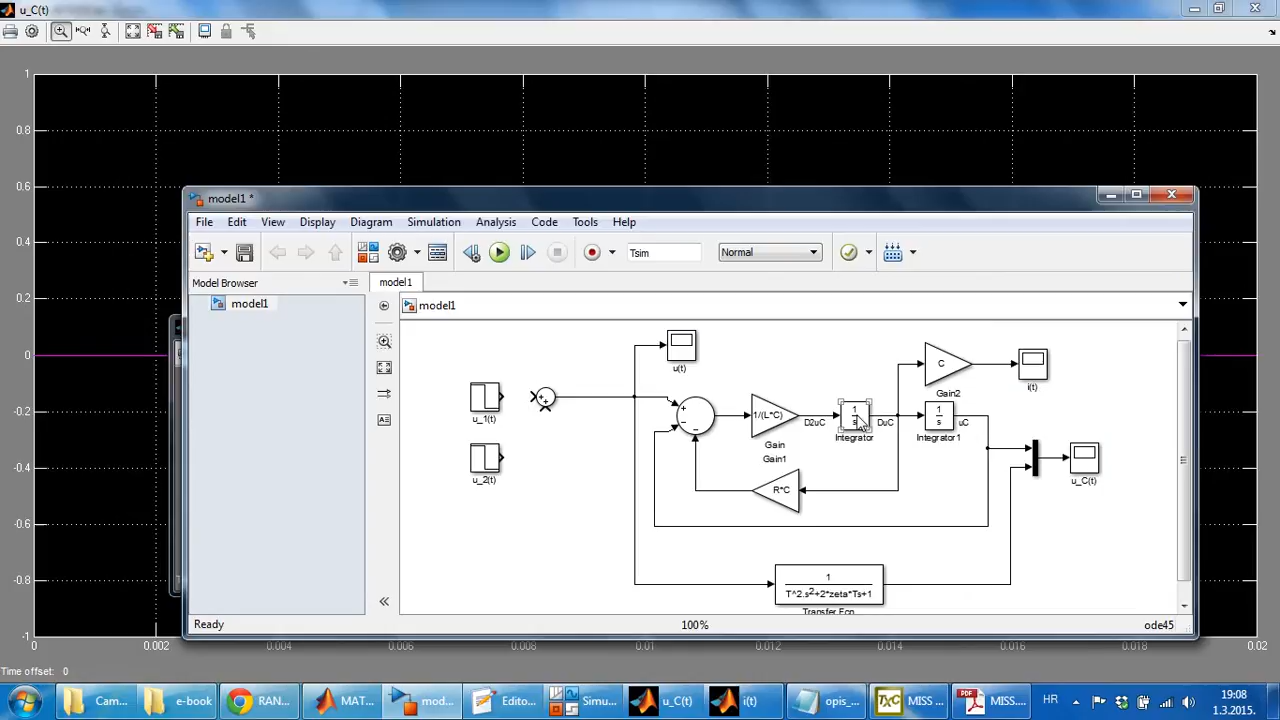 u_C(t)
1
0.8
0.6
0.4
0.2
0
-0.2
-0.4
-0.6
-0.8
-1
model1 *
File Edit View Display Diagram Simulation Analysis Code Tools Help
Tsim
Normal
Model Browser
model1
model1
model1
u(t)
C
Gain2
i(t)
u_1(t)
1/(L*C)
Gain
D2uC
1
s
Integrator
DuC
1
s
Integrator1
uC
Gain1
R*C
u_2(t)
u_C(t)
1
T^2.s²+2*zeta*Ts+1
Transfer Fcn
Ready
100%
ode45
0 0.002 0.004 0.006 0.008 0.01 0.012 0.014 0.016 0.018 0.02
Time offset: 0
Cam... e-book RAN... MAT... mod... Edito... Simu... u_C(t) i(t) opis_... MISS ... MISS...
TXC
PDF
HR
19:08
1.3.2015.